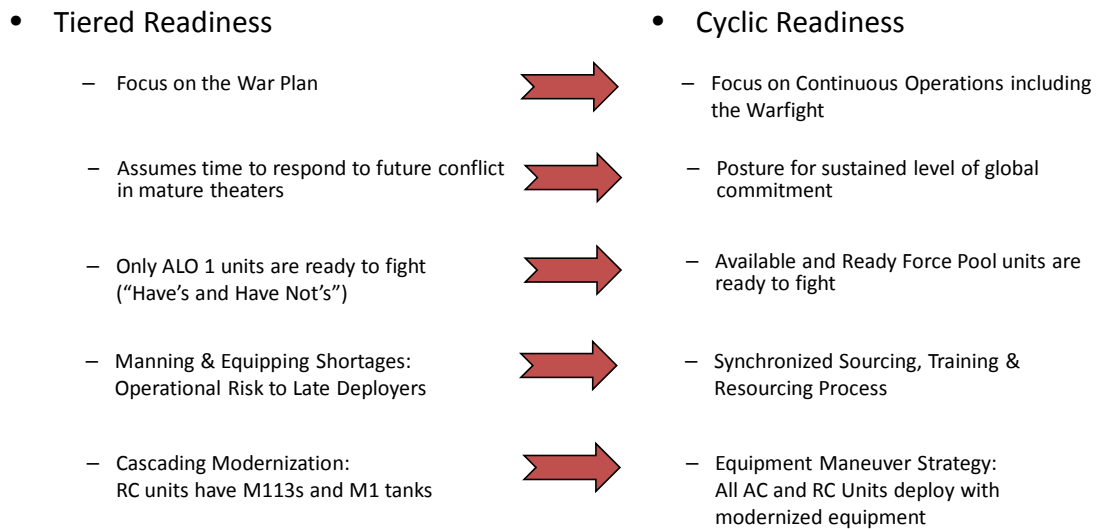 • Tiered Readiness
– Focus on the War Plan
– Assumes time to respond to future conflict
in mature theaters
– Only ALO 1 units are ready to fight
(“Have’s and Have Not’s”)
– Manning & Equipping Shortages:
Operational Risk to Late Deployers
– Cascading Modernization:
RC units have M113s and M1 tanks
• Cyclic Readiness
– Focus on Continuous Operations including
the Warfight
– Posture for sustained level of global
commitment
– Available and Ready Force Pool units are
ready to fight
– Synchronized Sourcing, Training &
Resourcing Process
– Equipment Maneuver Strategy:
All AC and RC Units deploy with
modernized equipment